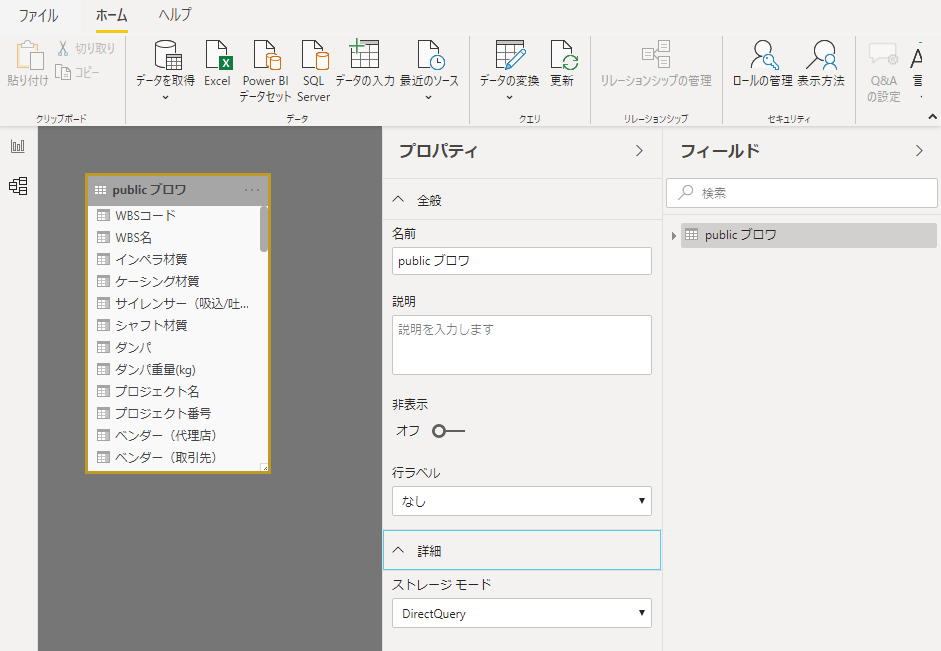 ファイル ホーム ヘルプ
貼り付け
切り取り
コピー
クリップボード
データを取得
Excel
Power BI
データセット
SQL
Server
データの入力
最近のソース
データ
データの変換
更新
クエリ
リレーションシップの管理
リレーションシップ
ロールの管理
表示方法
セキュリティ
Q&A
の設定
public ブロワ
WBSコード
WBS名
インペラ材質
ケーシング材質
サイレンサー（吸込/吐...
シャフト材質
ダンパ
ダンパ重量(kg)
プロジェクト名
プロジェクト番号
ベンダー（代理店）
ベンダー（取引先）
プロパティ
全般
名前
public ブロワ
説明
説明を入力します
非表示
オフ
行ラベル
なし
詳細
ストレージ モード
DirectQuery
フィールド
検索
public ブロワ